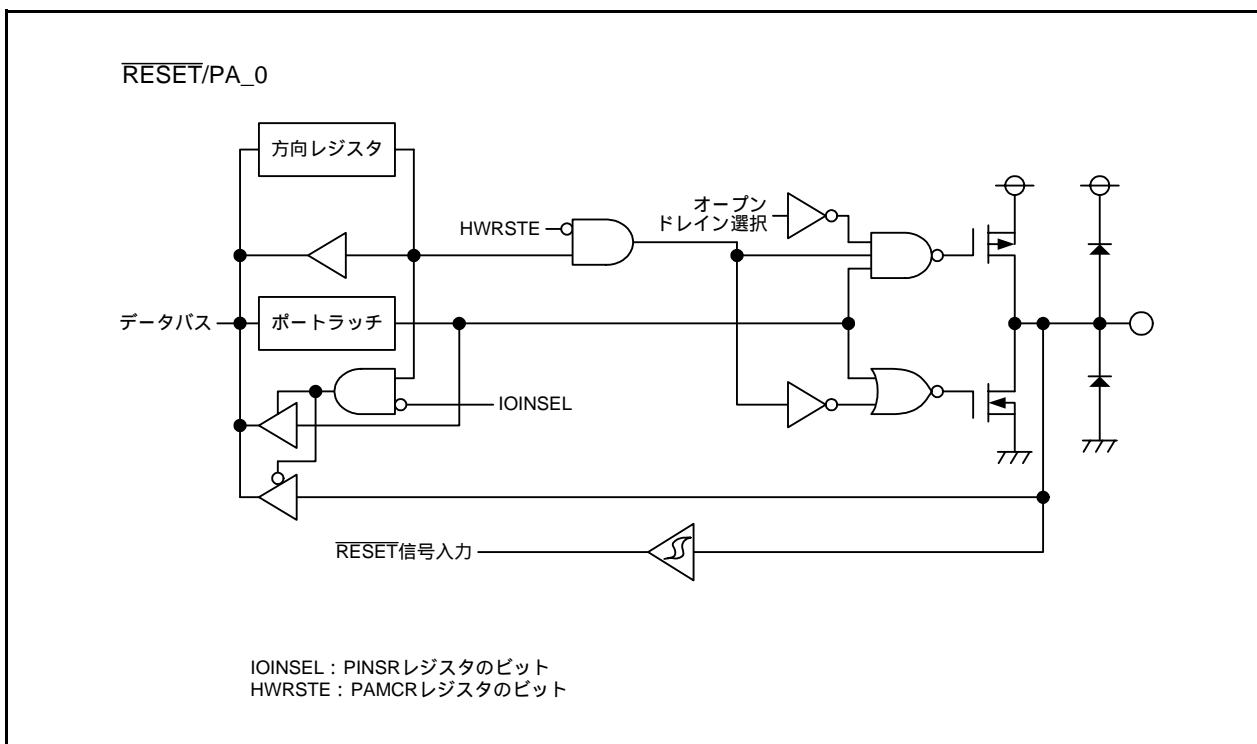 RESET/PA_0
方向レジスタ
HWRSTE
オープン
ドレイン選択
データバス
ポートラッチ
IOINSEL
RESET信号入力
IOINSEL：PINSRレジスタのビット
HWRSTE：PAMCRレジスタのビット